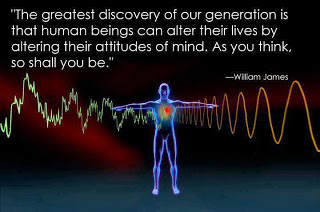 "The greatest discovery of our generation is
that human beings can alter their lives by
altering their attitudes of mind. As you think,
so shall you be."
—William James